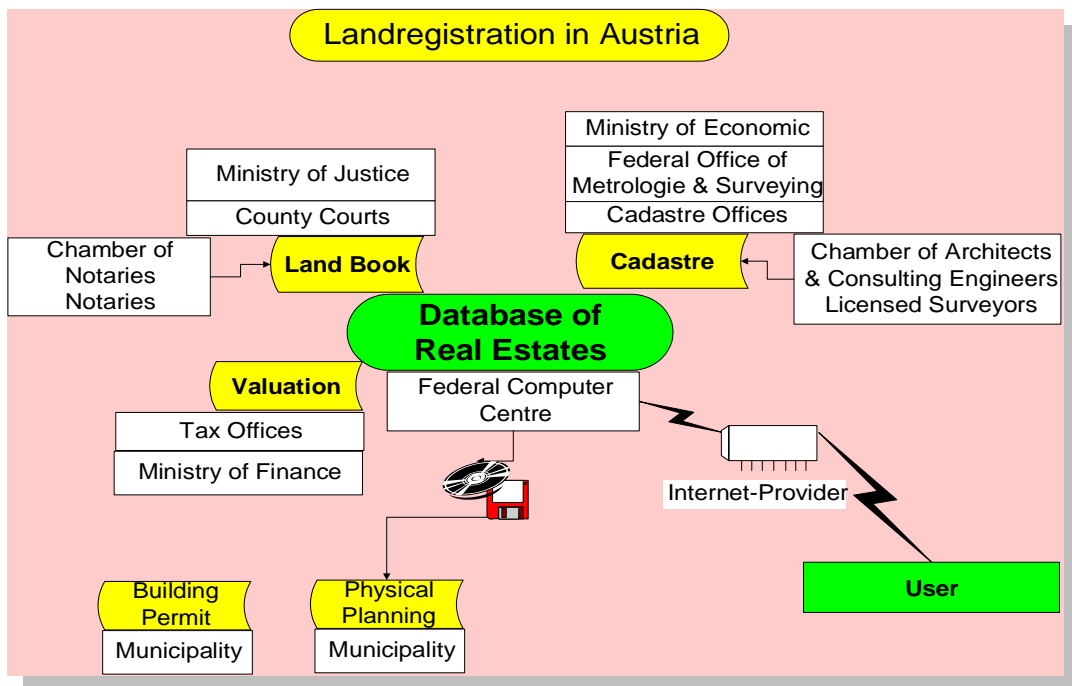 Landregistration in Austria
Ministry of Economic
Federal Office of
Metrologie & Surveying
Cadastre Offices
Cadastre
Ministry of Justice
County Courts
Land Book
Chamber of
Notaries
Notaries
Chamber of Architects
& Consulting Engineers
Licensed Surveyors
Database of
Real Estates
Federal Computer
Centre
Valuation
Tax Offices
Ministry of Finance
Internet-Provider
User
Building
Permit
Municipality
Physical
Planning
Municipality